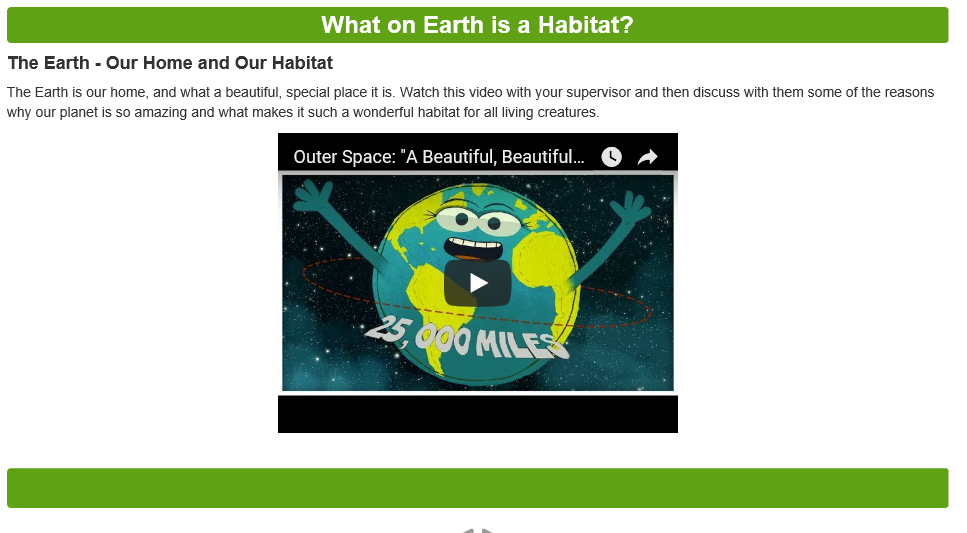 What on Earth is a Habitat?
The Earth - Our Home and Our Habitat
The Earth is our home, and what a beautiful, special place it is. Watch this video with your supervisor and then discuss with them some of the reasons
why our planet is so amazing and what makes it such a wonderful habitat for all living creatures.
Outer Space: "A Beautiful, Beautiful...
25,000 MILES